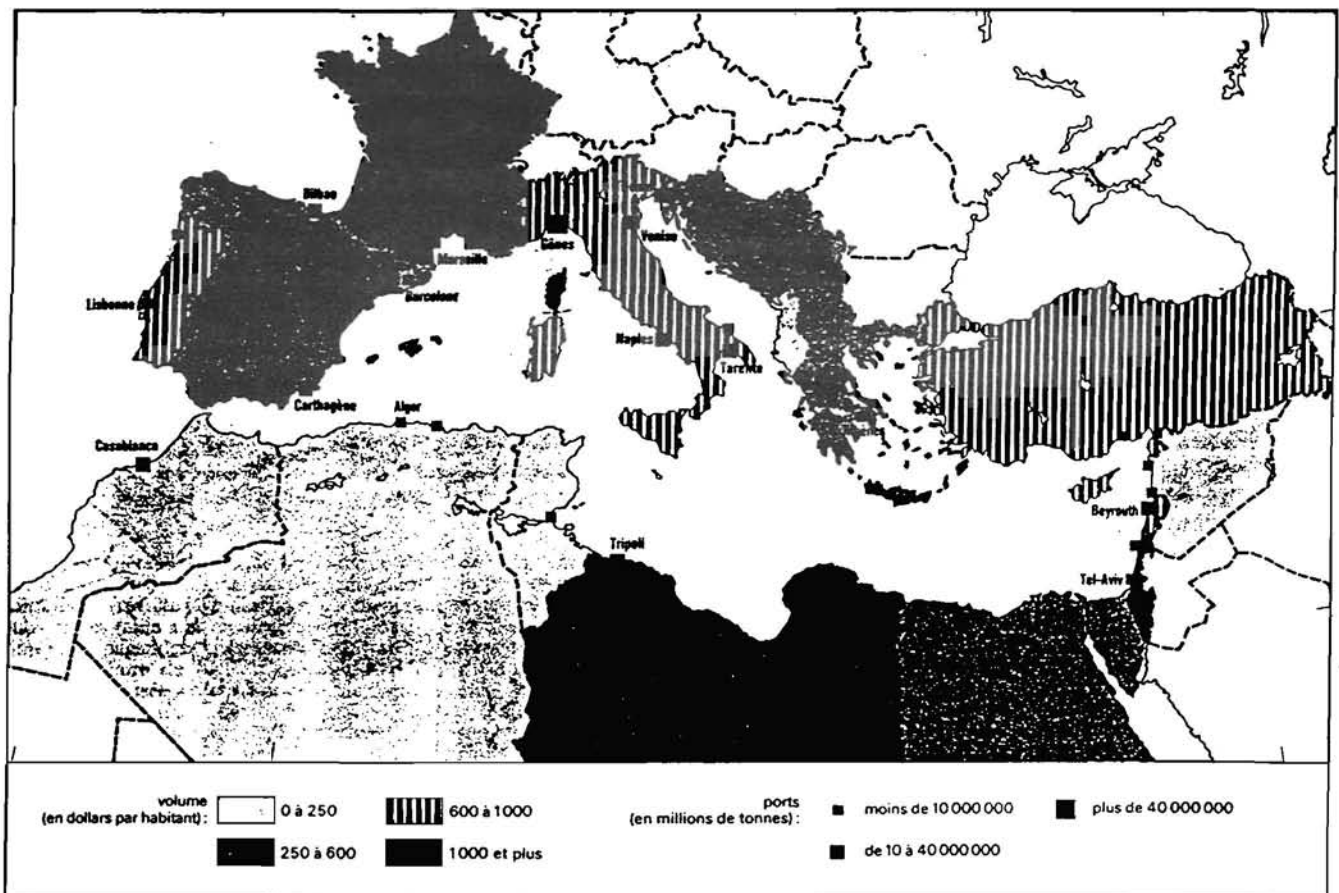 Bilbao
Gênes
Venise
Marseille
Barcelone
Lisbonne
Naples
Tarente
Carthagène
Alger
Casablanca
Beyrouth
Tripoli
Tel-Aviv
volume
(en dollars par habitant) :
0 à 250
600 à 1000
250 à 600
1000 et plus
ports
(en millions de tonnes) :
moins de 10 000 000
plus de 40 000 000
de 10 à 40 000 000